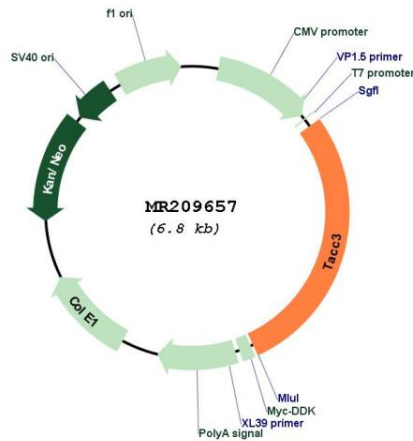 f1 ori
CMV promoter
SV40 ori
VP1.5 primer
T7 promoter
SgfI
Kan/Neo
MR209657
(6.8 kb)
Tacc3
Col E1
MluI
Myc-DDK
XL39 primer
PolyA signal